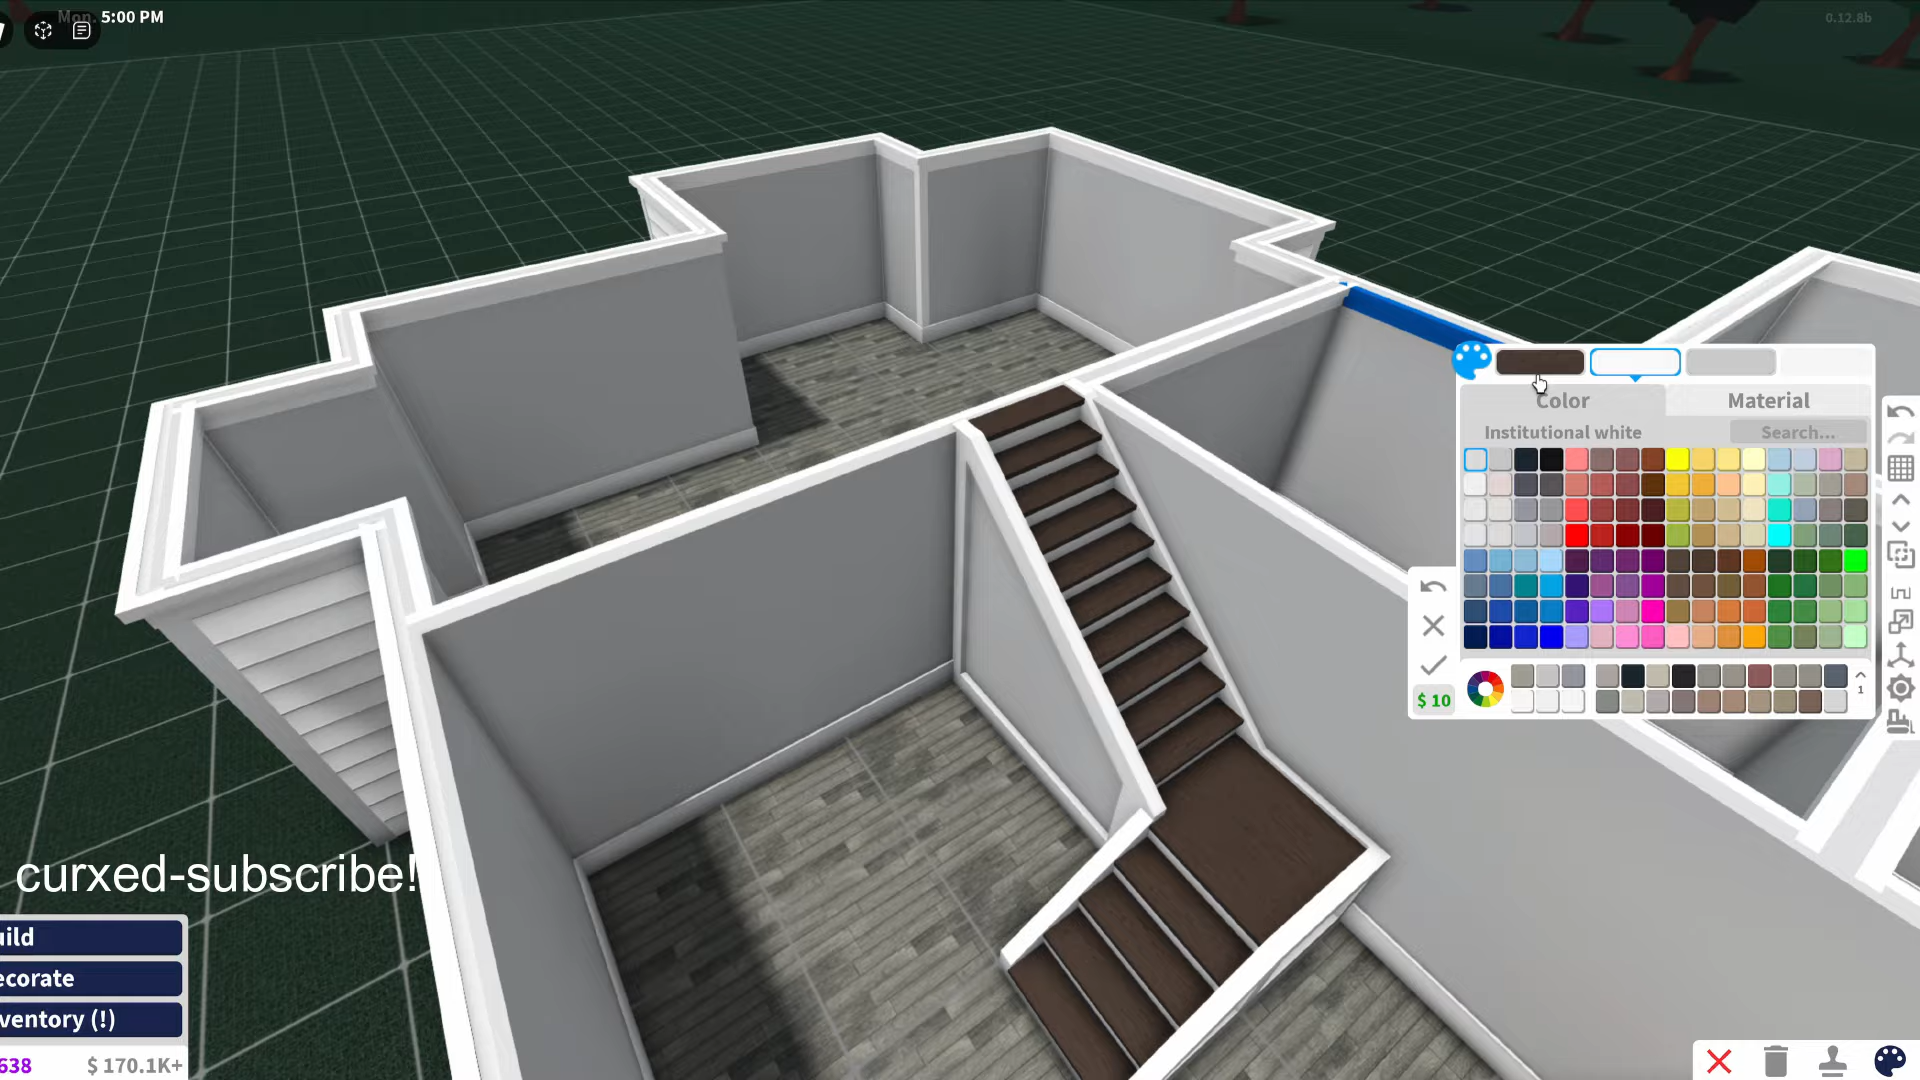 Mon. 5:00 PM
0.12.8b
Color
Material
Institutional white
Search...
$ 10
1
curxed-subscribe!
uild
ecorate
ventory (!)
638
$ 170.1K+